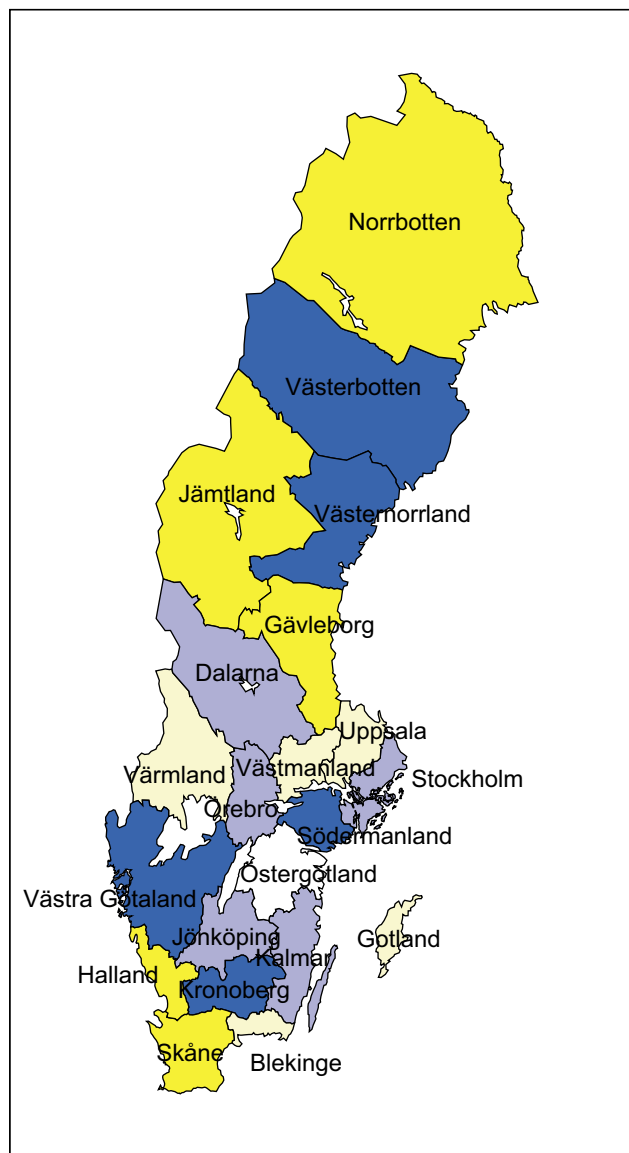 Norrbotten
Västerbotten
Jämtland
Västernorrland
Gävleborg
Dalarna
Uppsala
Värmland
Västmanland
Stockholm
Örebro
Södermanland
Östergötland
Västra Götaland
Jönköping
Gotland
Kalmar
Halland
Kronoberg
Skåne
Blekinge